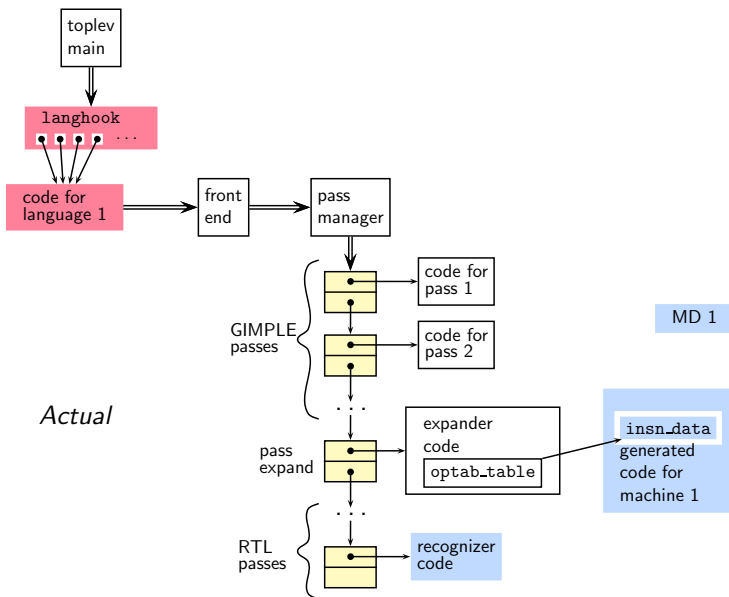 toplev
main
langhook
. . .
code for
language 1
front
end
pass
manager
code for
pass 1
GIMPLE
passes
code for
pass 2
MD 1
. . .
Actual
expander
code
optab_table
insn_data
generated
code for
machine 1
pass
expand
. . .
RTL
passes
recognizer
code